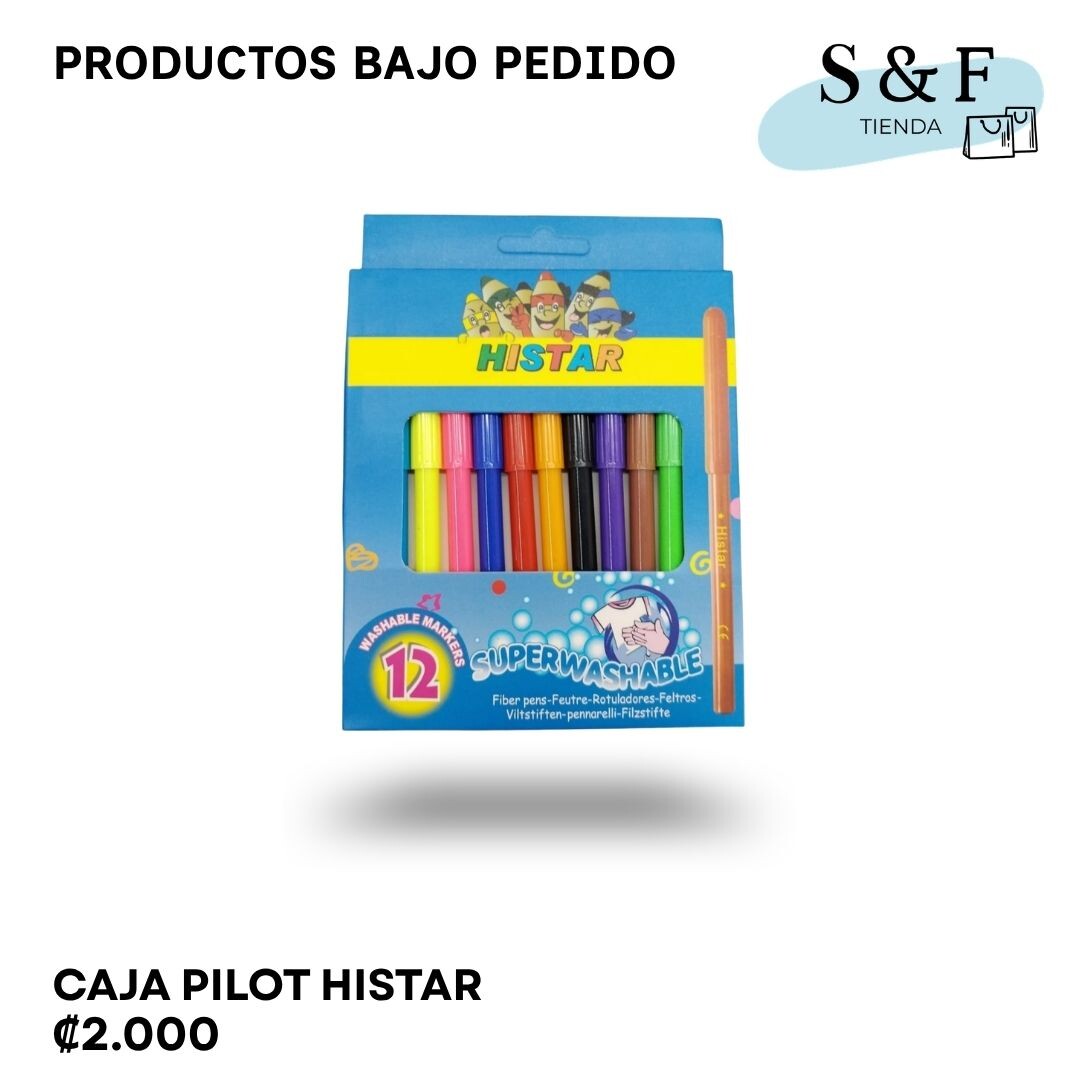 PRODUCTOS BAJO PEDIDO
S & F
TIENDA
HISTAR
★ Histar ★
CE
WASHABLE MARKERS
12
SUPERWASHABLE
Fiber pens-Feutre-Rotuladores-Feltros-
Viltstiften-pennarelli-Filzstifte
CAJA PILOT HISTAR
₡2.000